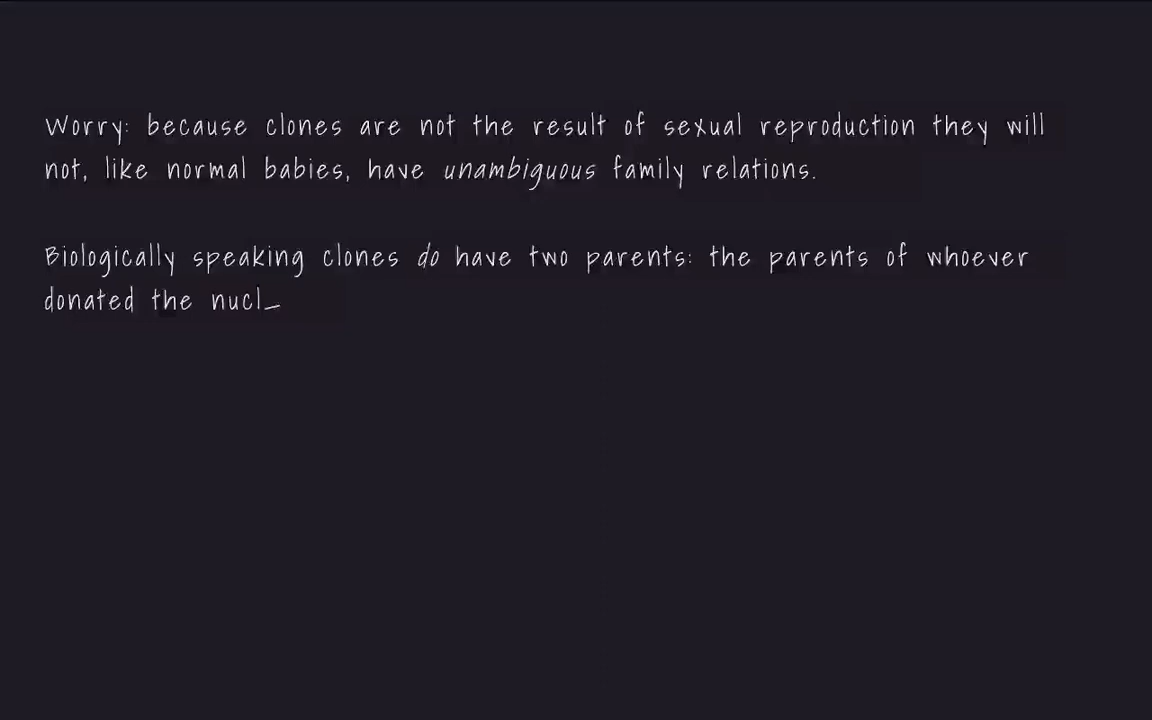 Worry: because clones are not the result of sexual reproduction they will
not, like normal babies, have unambiguous family relations.
Biologically speaking clones do have two parents: the parents of whoever
donated the nucl_